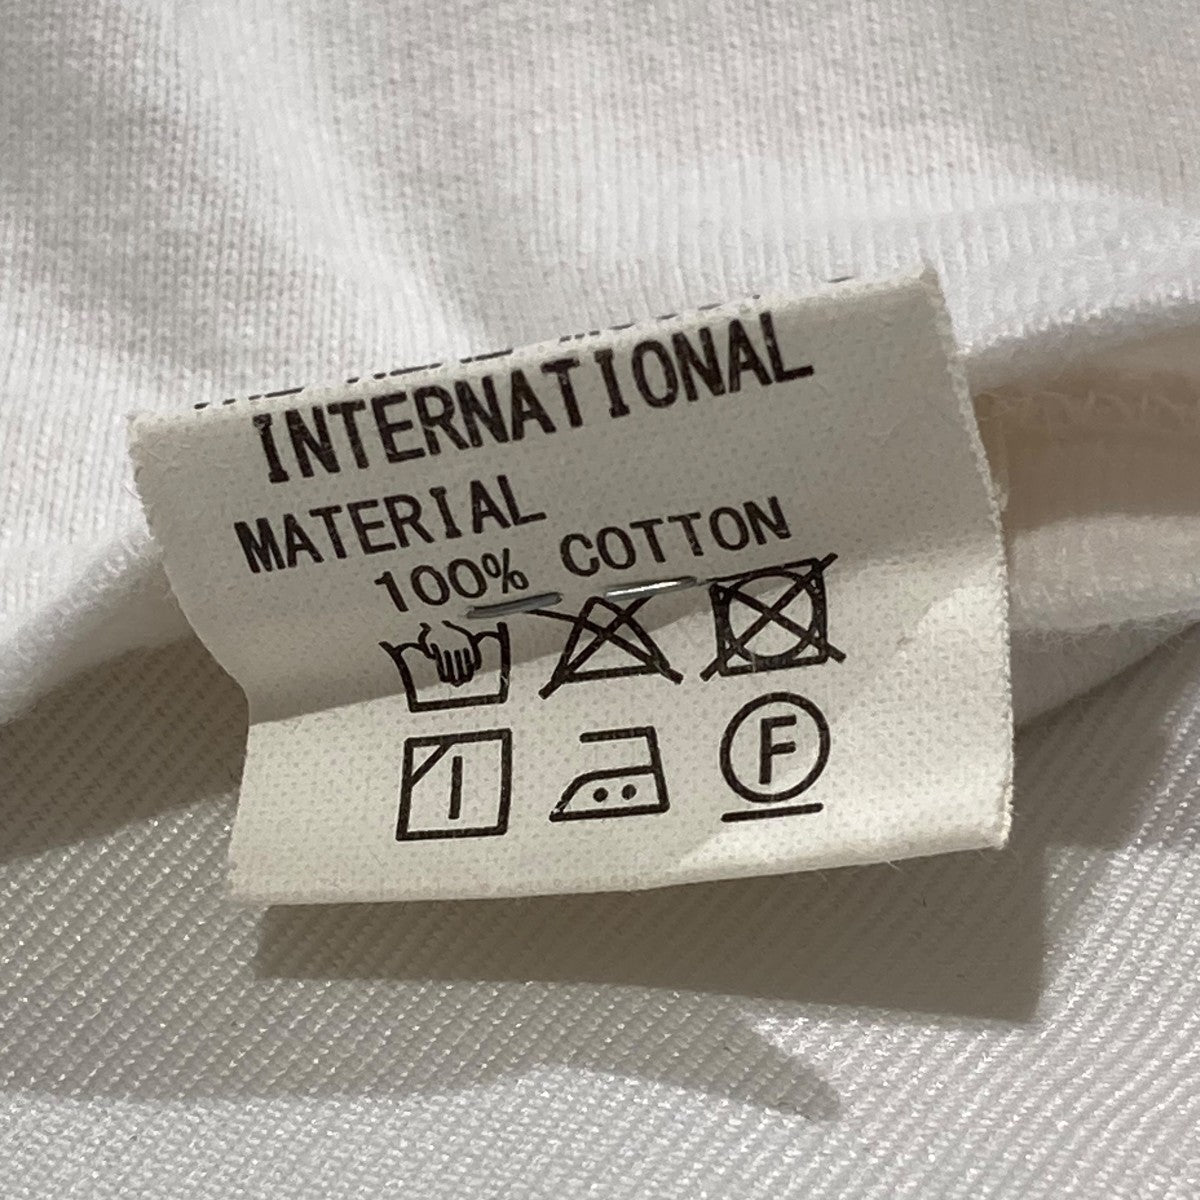 INTERNATIONAL
MATERIAL
100% COTTON
F